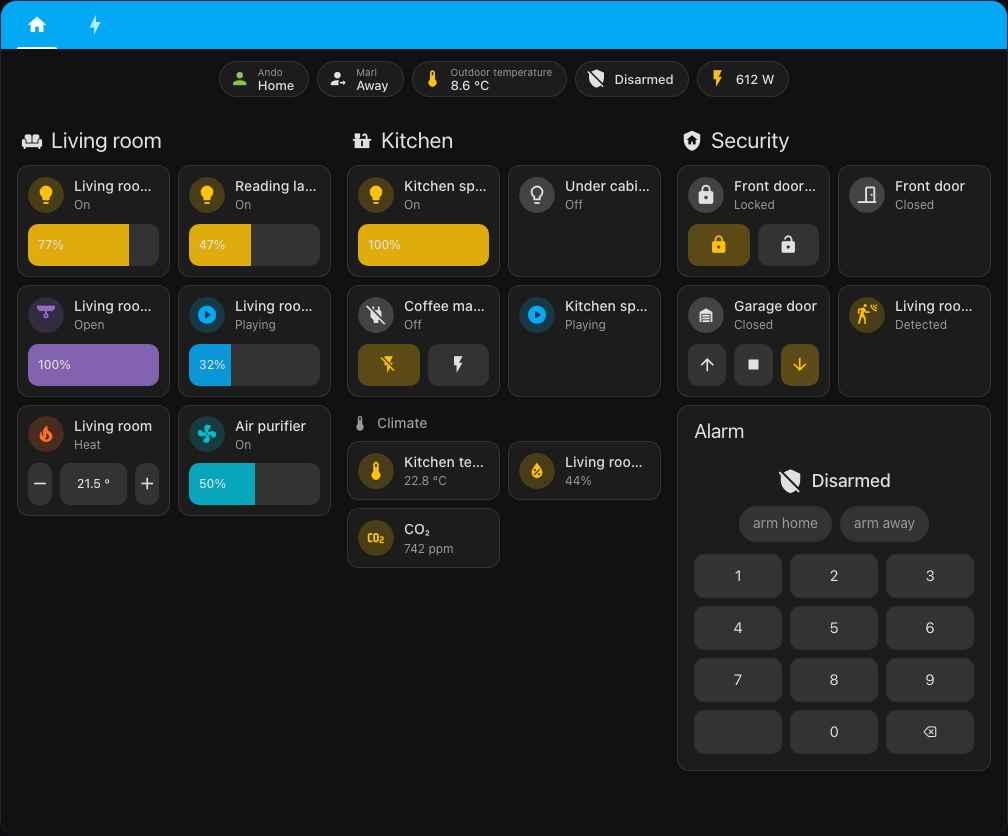 Ando
Home
Mari
Away
Outdoor temperature
8.6 °C
Disarmed
612 W
Living room
Living roo...
On
77%
Reading la...
On
47%
Living roo...
Open
100%
Living roo...
Playing
32%
Living room
Heat
21.5 °
Air purifier
On
50%
Kitchen
Kitchen sp...
On
100%
Under cabi...
Off
Coffee ma...
Off
Kitchen sp...
Playing
Climate
Kitchen te...
22.8 °C
Living roo...
44%
CO₂
CO₂
742 ppm
Security
Front door...
Locked
Front door
Closed
Garage door
Closed
Living roo...
Detected
Alarm
Disarmed
arm home
arm away
1
2
3
4
5
6
7
8
9
0